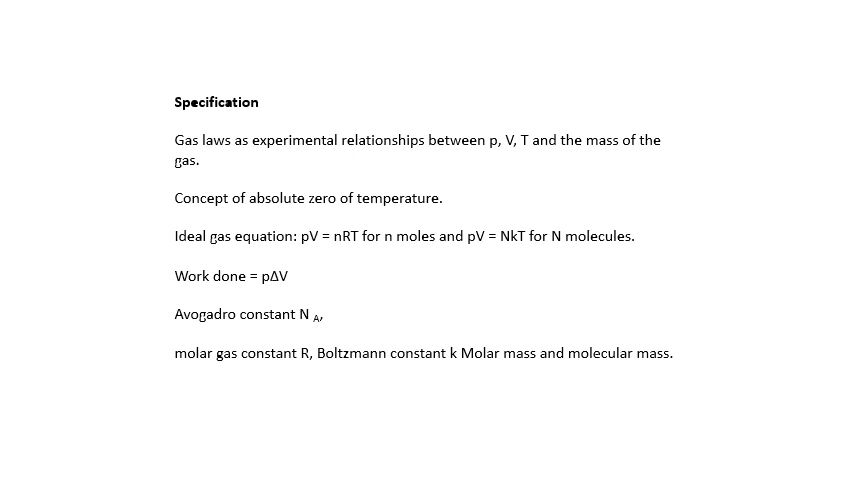 Specification
Gas laws as experimental relationships between p, V, T and the mass of the
gas.
Concept of absolute zero of temperature.
Ideal gas equation: pV = nRT for n moles and pV = NkT for N molecules.
Work done = p∆V
Avogadro constant N A,
molar gas constant R, Boltzmann constant k Molar mass and molecular mass.